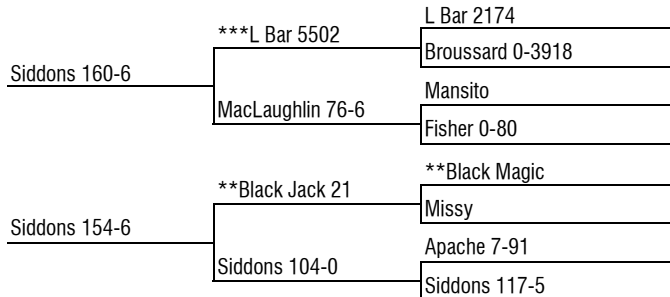 L Bar 2174
***L Bar 5502
Broussard 0-3918
Siddons 160-6
Mansito
MacLaughlin 76-6
Fisher 0-80
**Black Magic
**Black Jack 21
Missy
Siddons 154-6
Apache 7-91
Siddons 104-0
Siddons 117-5